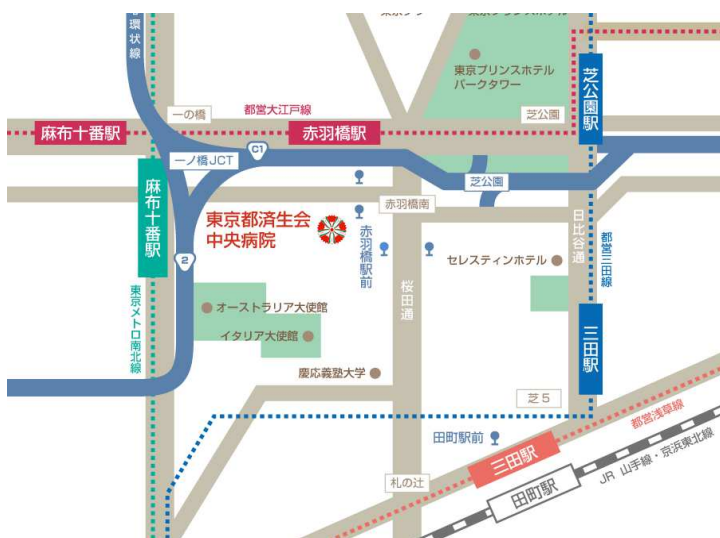 環状線
東京プリンスホテル
パークタワー
芝公園駅
都営大江戸線
一の橋
芝公園
麻布十番駅
赤羽橋駅
C1
一ノ橋JCT
芝公園
麻布十番駅
赤羽橋南
東京都済生会
中央病院
日比谷通
赤羽橋駅前
都営三田線
2
セレスティンホテル
桜田通
東京メトロ南北線
オーストラリア大使館
イタリア大使館
三田駅
慶応義塾大学
芝5
都営浅草線
田町駅前
三田駅
JR 山手線・京浜東北線
札の辻
田町駅